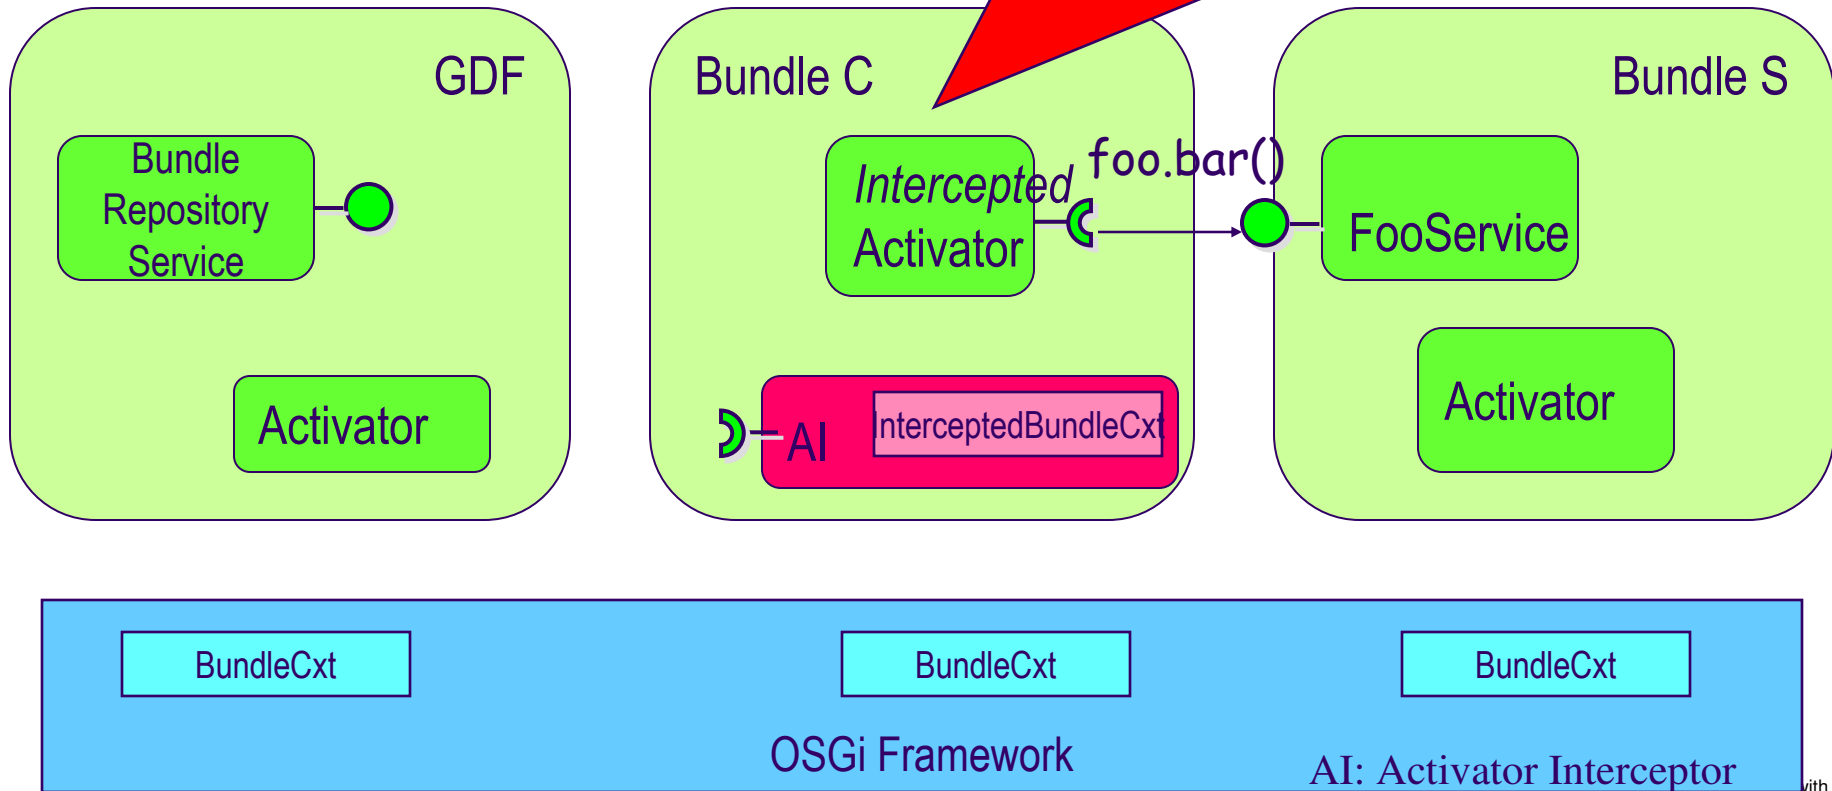 GDF
Bundle
Repository
Service
Activator
Bundle C
Intercepted
Activator
foo.bar()
AI
InterceptedBundleCxt
Bundle S
FooService
Activator
BundleCxt
BundleCxt
BundleCxt
OSGi Framework
AI: Activator Interceptor
with